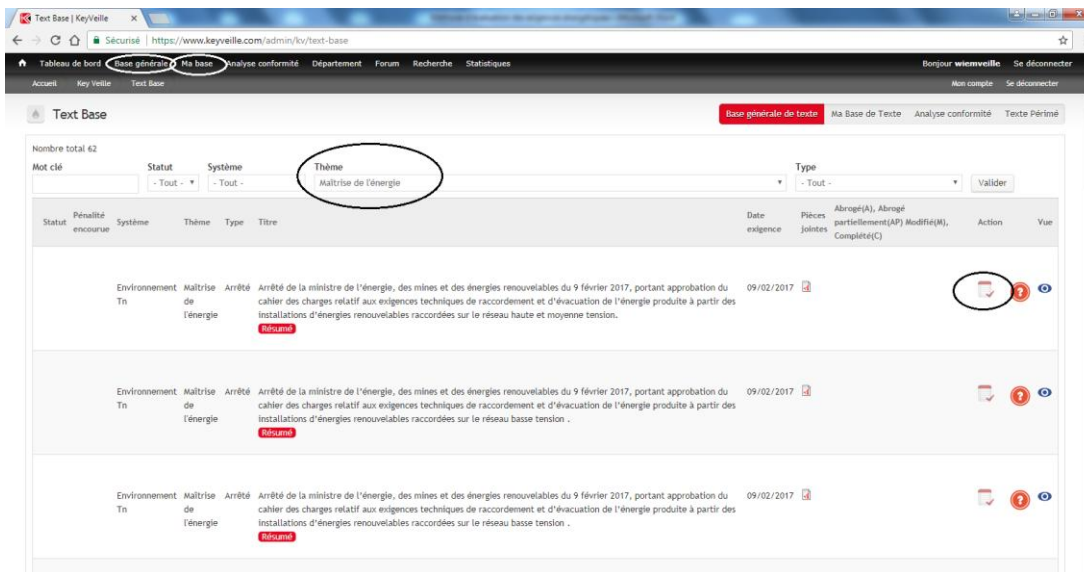 Text Base | KeyVeille
Sécurisé | https://www.keyveille.com/admin/kv/text-base
Tableau de bord Base générale Ma base Analyse conformité Département Forum Recherche Statistiques Bonjour wiemveille Se déconnecter
Accueil Key Veille Text Base Mon compte Se déconnecter
Text Base Base générale de texte Ma Base de Texte Analyse conformité Texte Périmé
Nombre total 62
Mot clé Statut Système Thème Type
- Tout - - Tout - Maîtrise de l'énergie - Tout - Valider
Statut Pénalité encourue Système Thème Type Titre Date exigence Pièces jointes Abrogé(A), Abrogé partiellement(AP) Modifié(M), Complété(C) Action Vue
Environnement Maîtrise Arrêté Arrêté de la ministre de l'énergie, des mines et des énergies renouvelables du 9 février 2017, portant approbation du 09/02/2017
Tn de cahier des charges relatif aux exigences techniques de raccordement et d'évacuation de l'énergie produite à partir des
l'énergie installations d'énergies renouvelables raccordées sur le réseau haute et moyenne tension.
Résumé
Environnement Maîtrise Arrêté Arrêté de la ministre de l'énergie, des mines et des énergies renouvelables du 9 février 2017, portant approbation du 09/02/2017
Tn de cahier des charges relatif aux exigences techniques de raccordement et d'évacuation de l'énergie produite à partir des
l'énergie installations d'énergies renouvelables raccordées sur le réseau basse tension .
Résumé
Environnement Maîtrise Arrêté Arrêté de la ministre de l'énergie, des mines et des énergies renouvelables du 9 février 2017, portant approbation du 09/02/2017
Tn de cahier des charges relatif aux exigences techniques de raccordement et d'évacuation de l'énergie produite à partir des
l'énergie installations d'énergies renouvelables raccordées sur le réseau basse tension .
Résumé